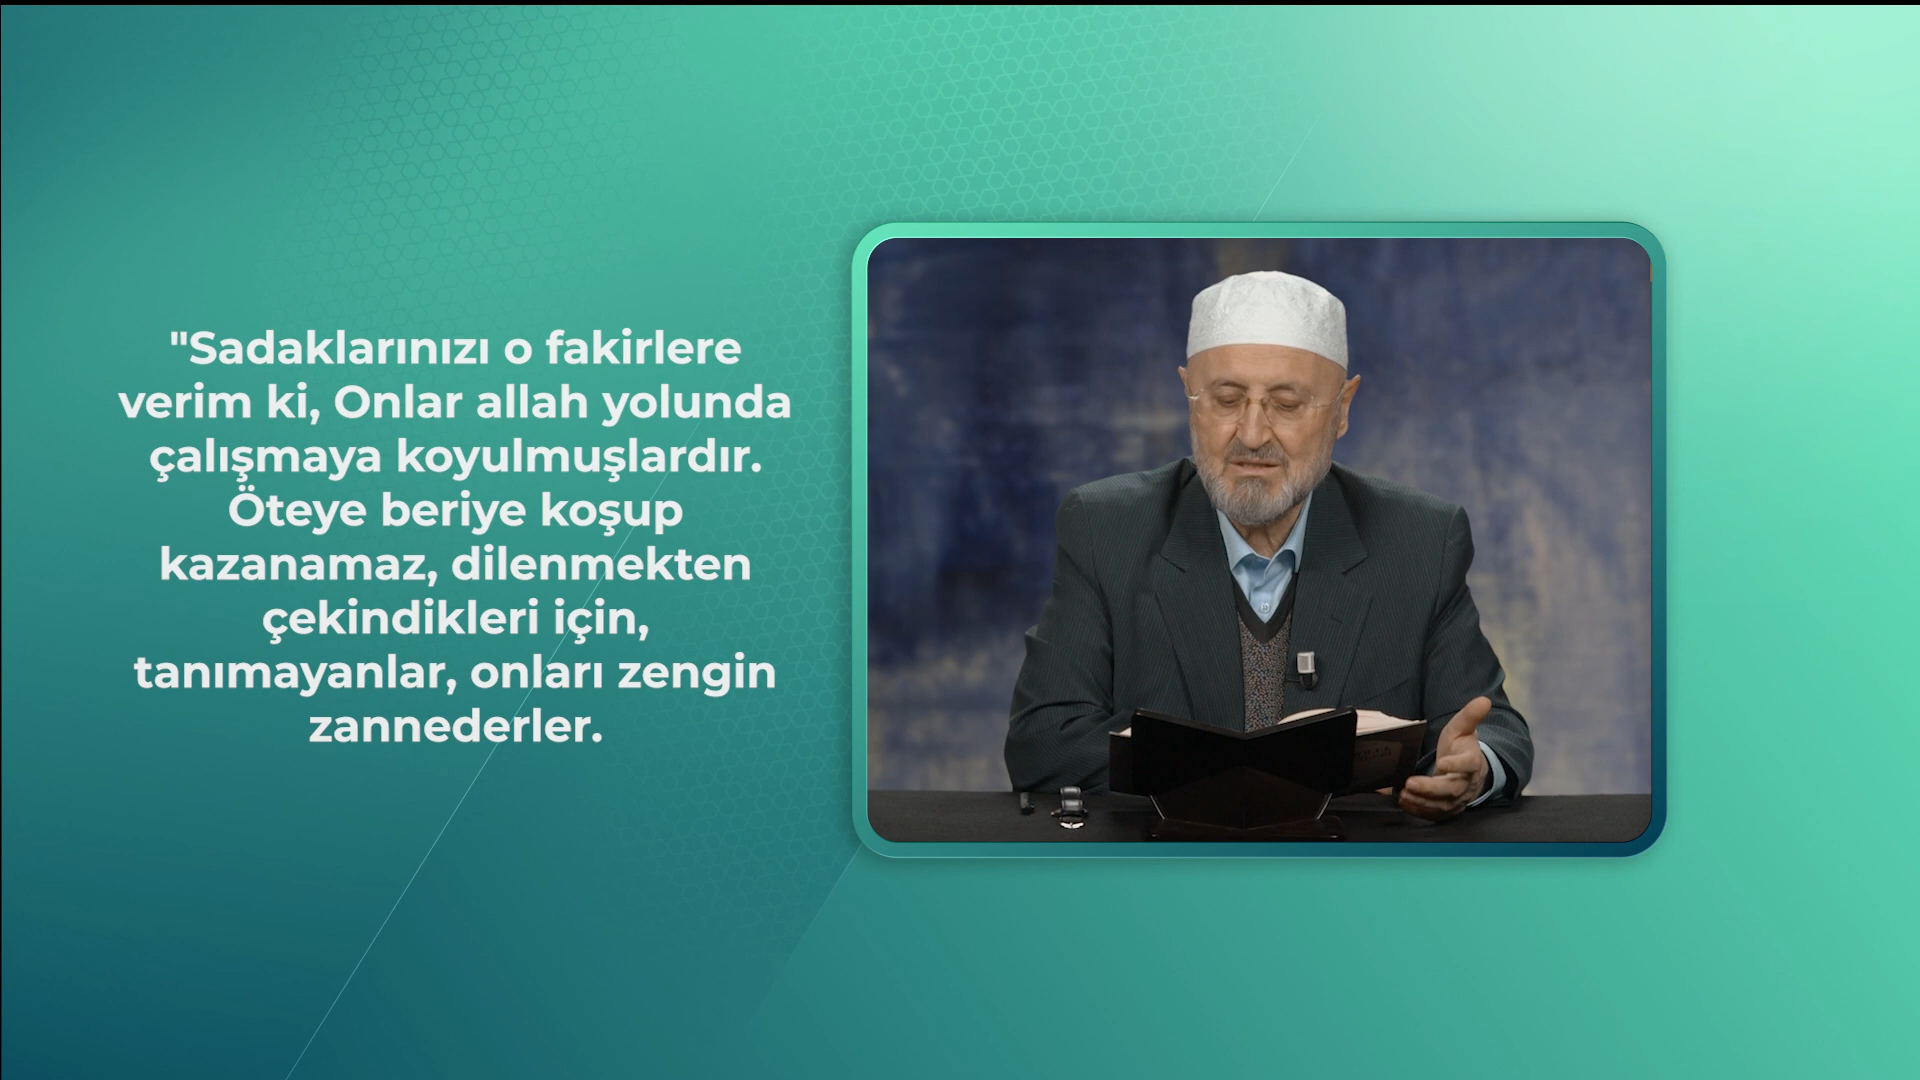 "Sadaklarınızı o fakirlere
verim ki, Onlar allah yolunda
çalışmaya koyulmuşlardır.
Öteye beriye koşup
kazanamaz, dilenmekten
çekindikleri için,
tanımayanlar, onları zengin
zannederler.